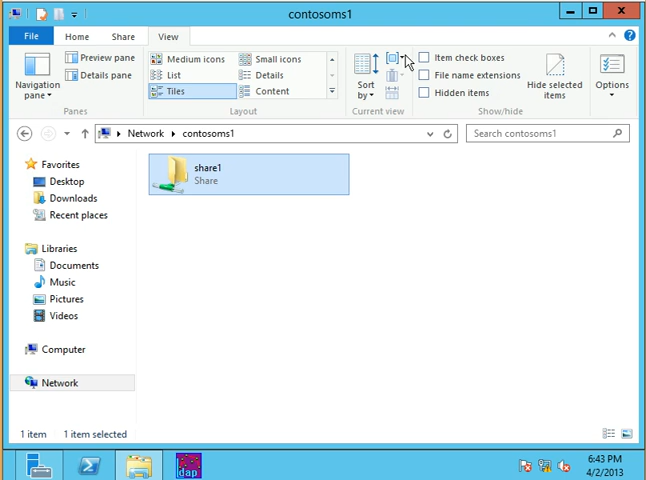 contosoms1
File
Home
Share
View
Navigation pane
Preview pane
Details pane
Panes
Medium icons
Small icons
List
Details
Tiles
Content
Layout
Sort by
Current view
Item check boxes
File name extensions
Hidden items
Hide selected items
Show/hide
Options
Network
contosoms1
Search contosoms1
Favorites
Desktop
Downloads
Recent places
Libraries
Documents
Music
Pictures
Videos
Computer
Network
share1
Share
1 item
1 item selected
dap
6:43 PM
4/2/2013